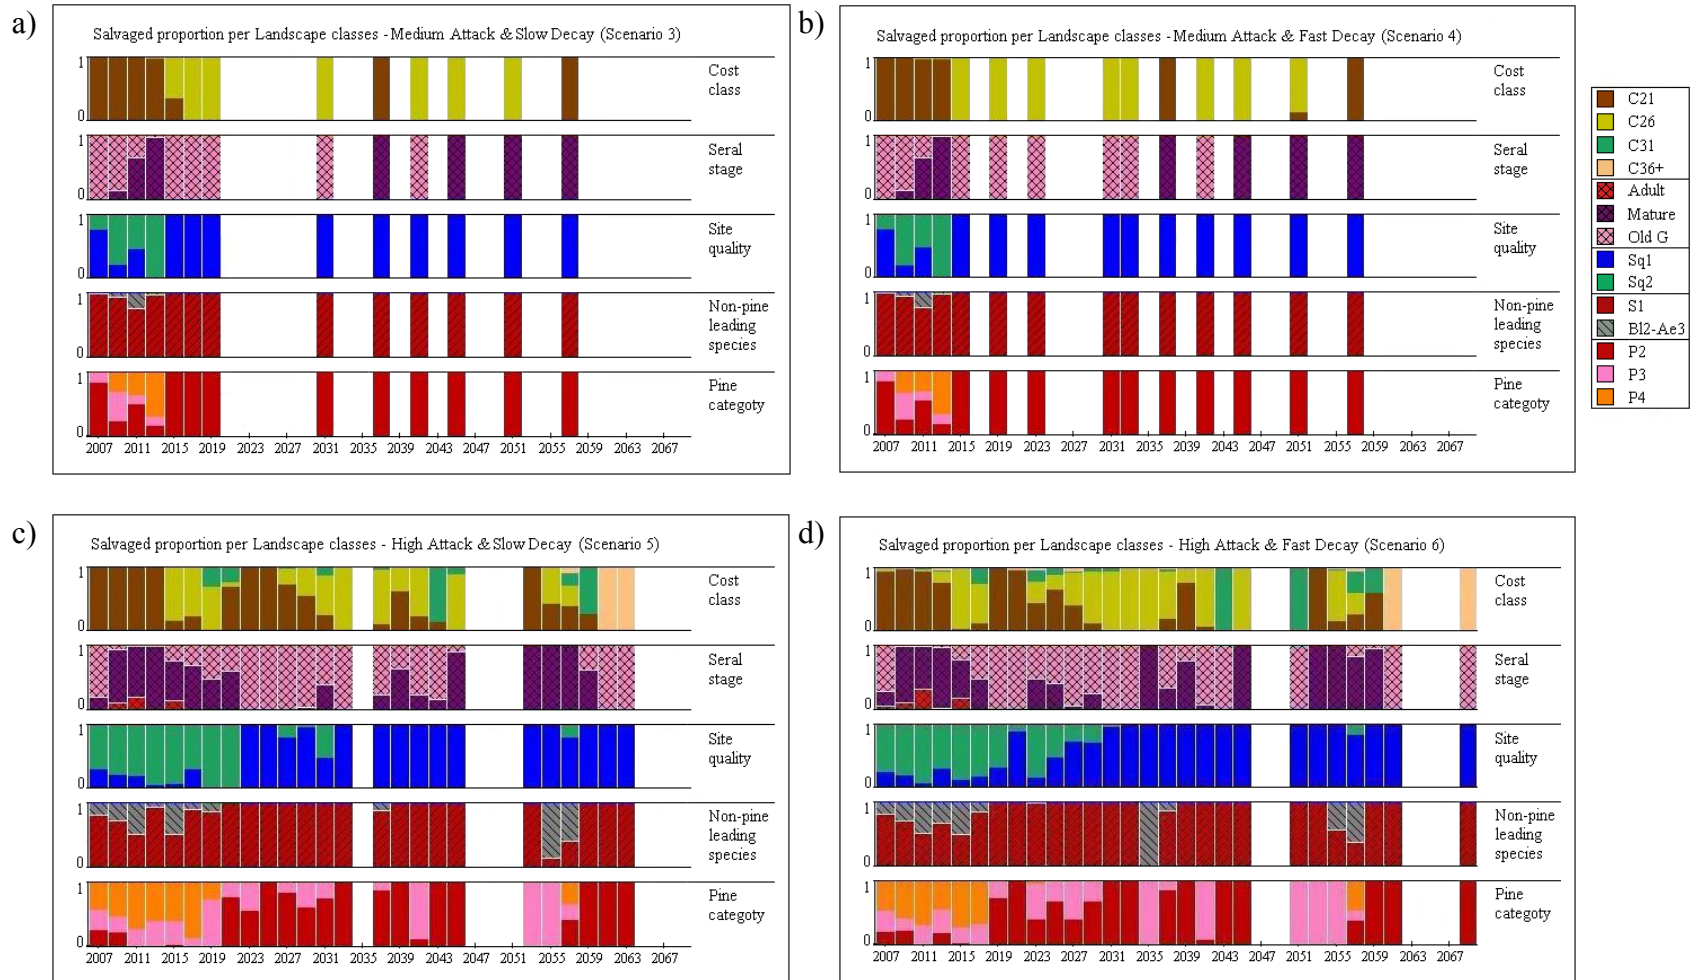 a)
Salvaged proportion per Landscape classes - Medium Attack & Slow Decay (Scenario 3)
1
0
Cost
class
1
0
Seral
stage
1
0
Site
quality
1
0
Non-pine
leading
species
1
0
Pine
categoty
2007 2011 2015 2019 2023 2027 2031 2035 2039 2043 2047 2051 2055 2059 2063 2067
b)
Salvaged proportion per Landscape classes - Medium Attack & Fast Decay (Scenario 4)
1
0
Cost
class
1
0
Seral
stage
1
0
Site
quality
1
0
Non-pine
leading
species
1
0
Pine
categoty
2007 2011 2015 2019 2023 2027 2031 2035 2039 2043 2047 2051 2055 2059 2063 2067
C21
C26
C31
C36+
Adult
Mature
Old G
Sq1
Sq2
S1
Bl2-Ae3
P2
P3
P4
c)
Salvaged proportion per Landscape classes - High Attack & Slow Decay (Scenario 5)
1
0
Cost
class
1
0
Seral
stage
1
0
Site
quality
1
0
Non-pine
leading
species
1
0
Pine
categoty
2007 2011 2015 2019 2023 2027 2031 2035 2039 2043 2047 2051 2055 2059 2063 2067
d)
Salvaged proportion per Landscape classes - High Attack & Fast Decay (Scenario 6)
1
0
Cost
class
1
0
Seral
stage
1
0
Site
quality
1
0
Non-pine
leading
species
1
0
Pine
categoty
2007 2011 2015 2019 2023 2027 2031 2035 2039 2043 2047 2051 2055 2059 2063 2067